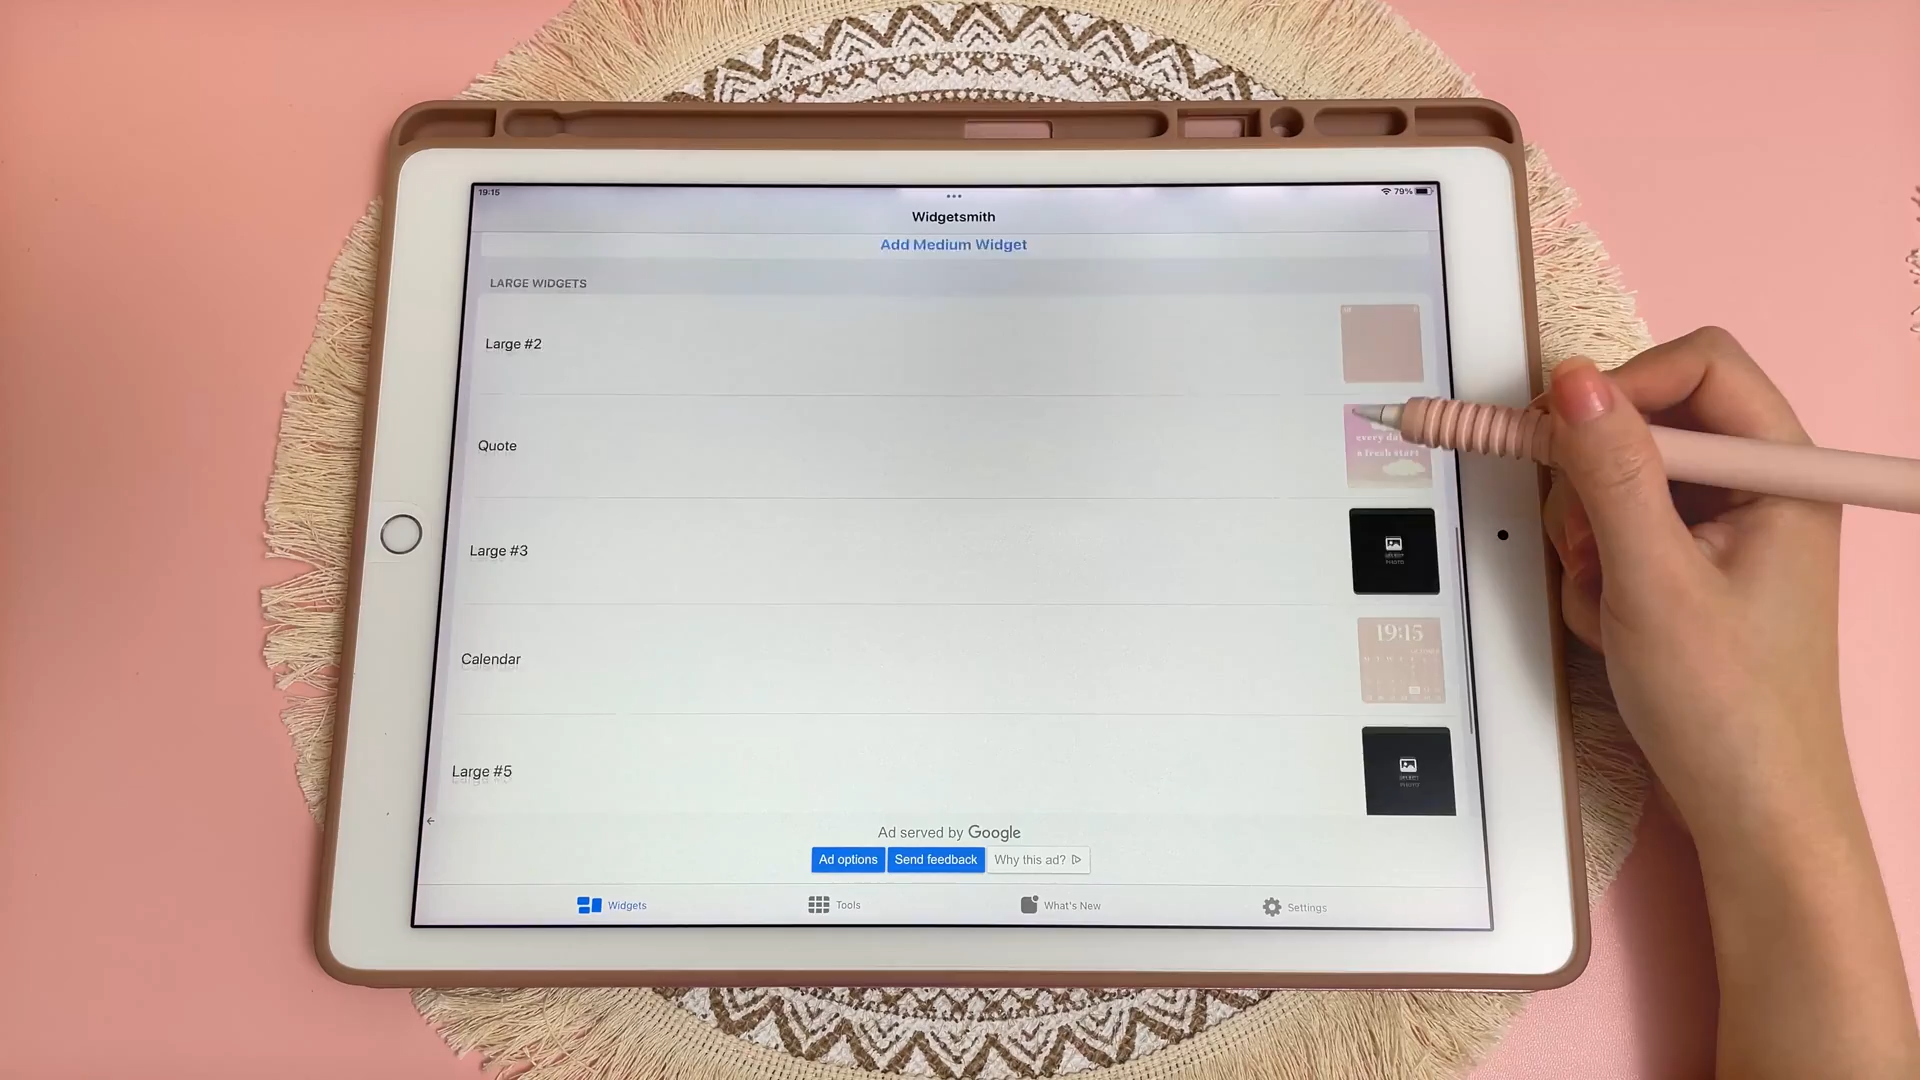 19:15
79%
Widgetsmith
Add Medium Widget
LARGE WIDGETS
Large #2
Quote
every
a fresh start
Large #3
PHOTO
Calendar
19:15
Large #5
PHOTO
Ad served by Google
Ad options
Send feedback
Why this ad?
Widgets
Tools
What's New
Settings